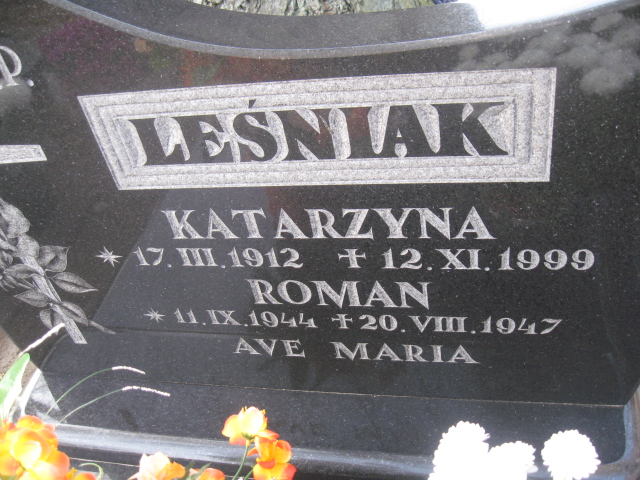 P.
LEŚNIAK
KATARZYNA
* 17. III. 1912 ✝ 12. XI. 1999
ROMAN
* 11. IX. 1944 ✝ 20. VIII. 1947
AVE MARIA